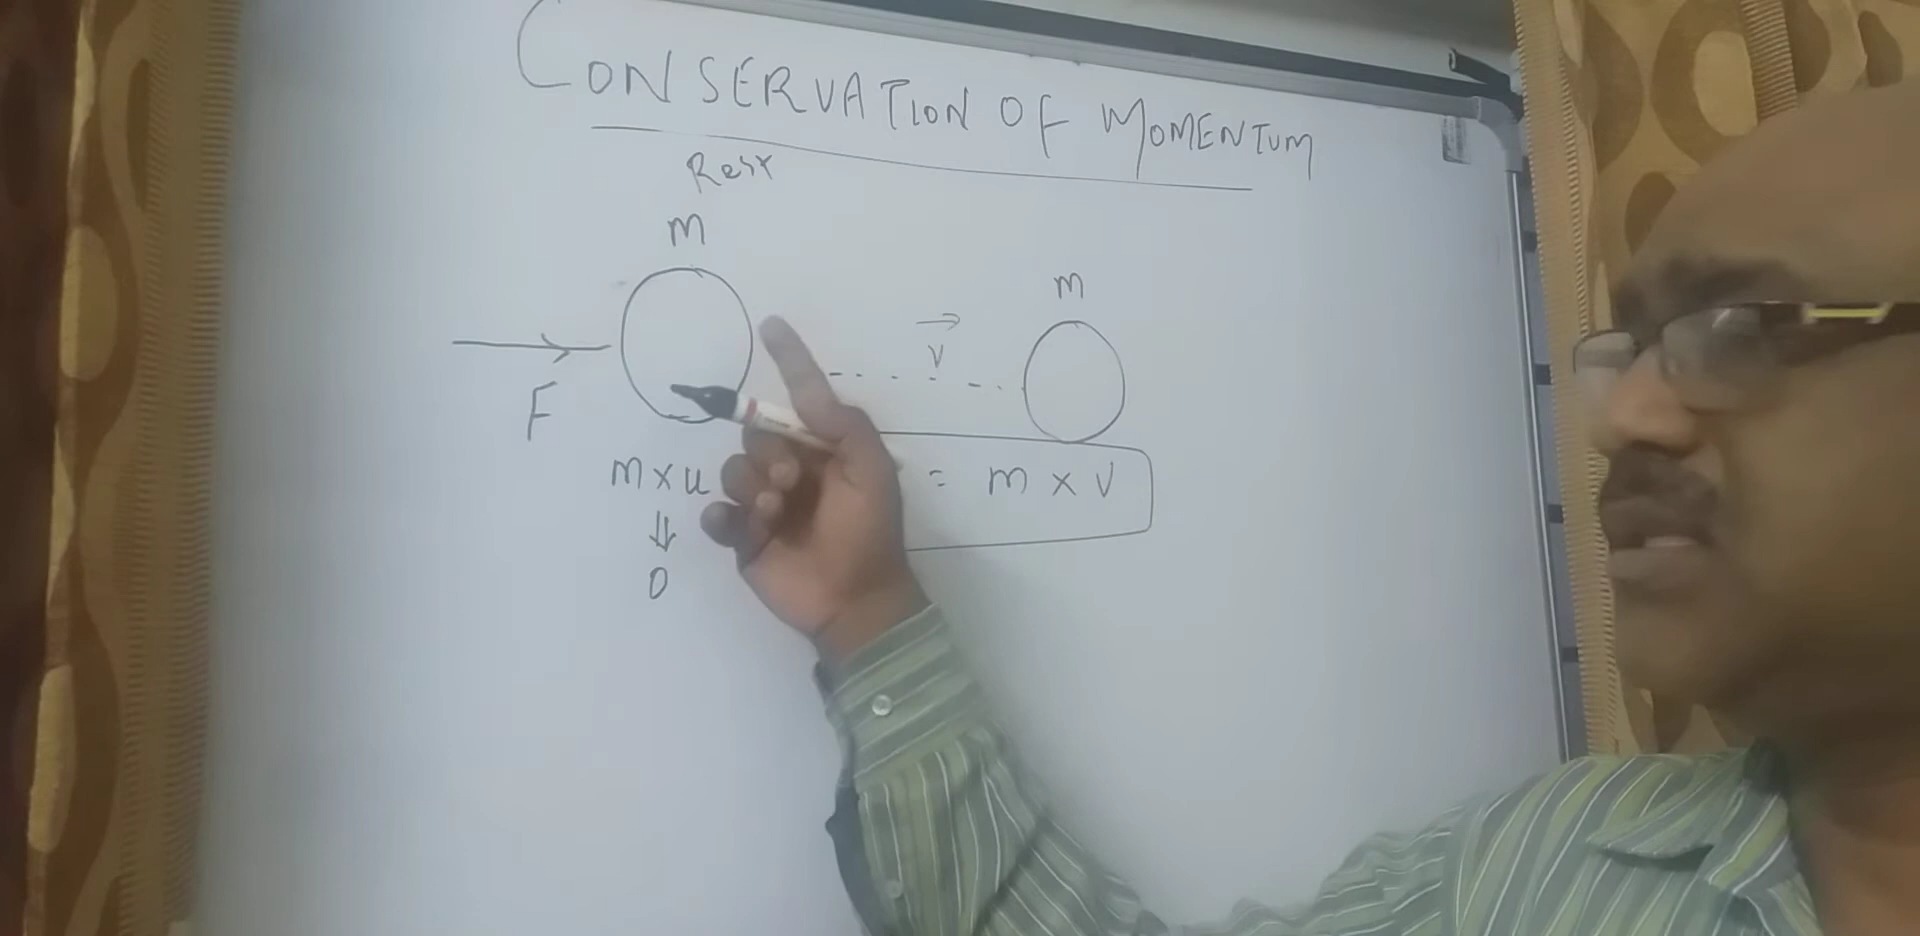 CONSERVATION OF MOMENTUM
Rest
m
m
→
v
F
m x u = m x v
⇓
0